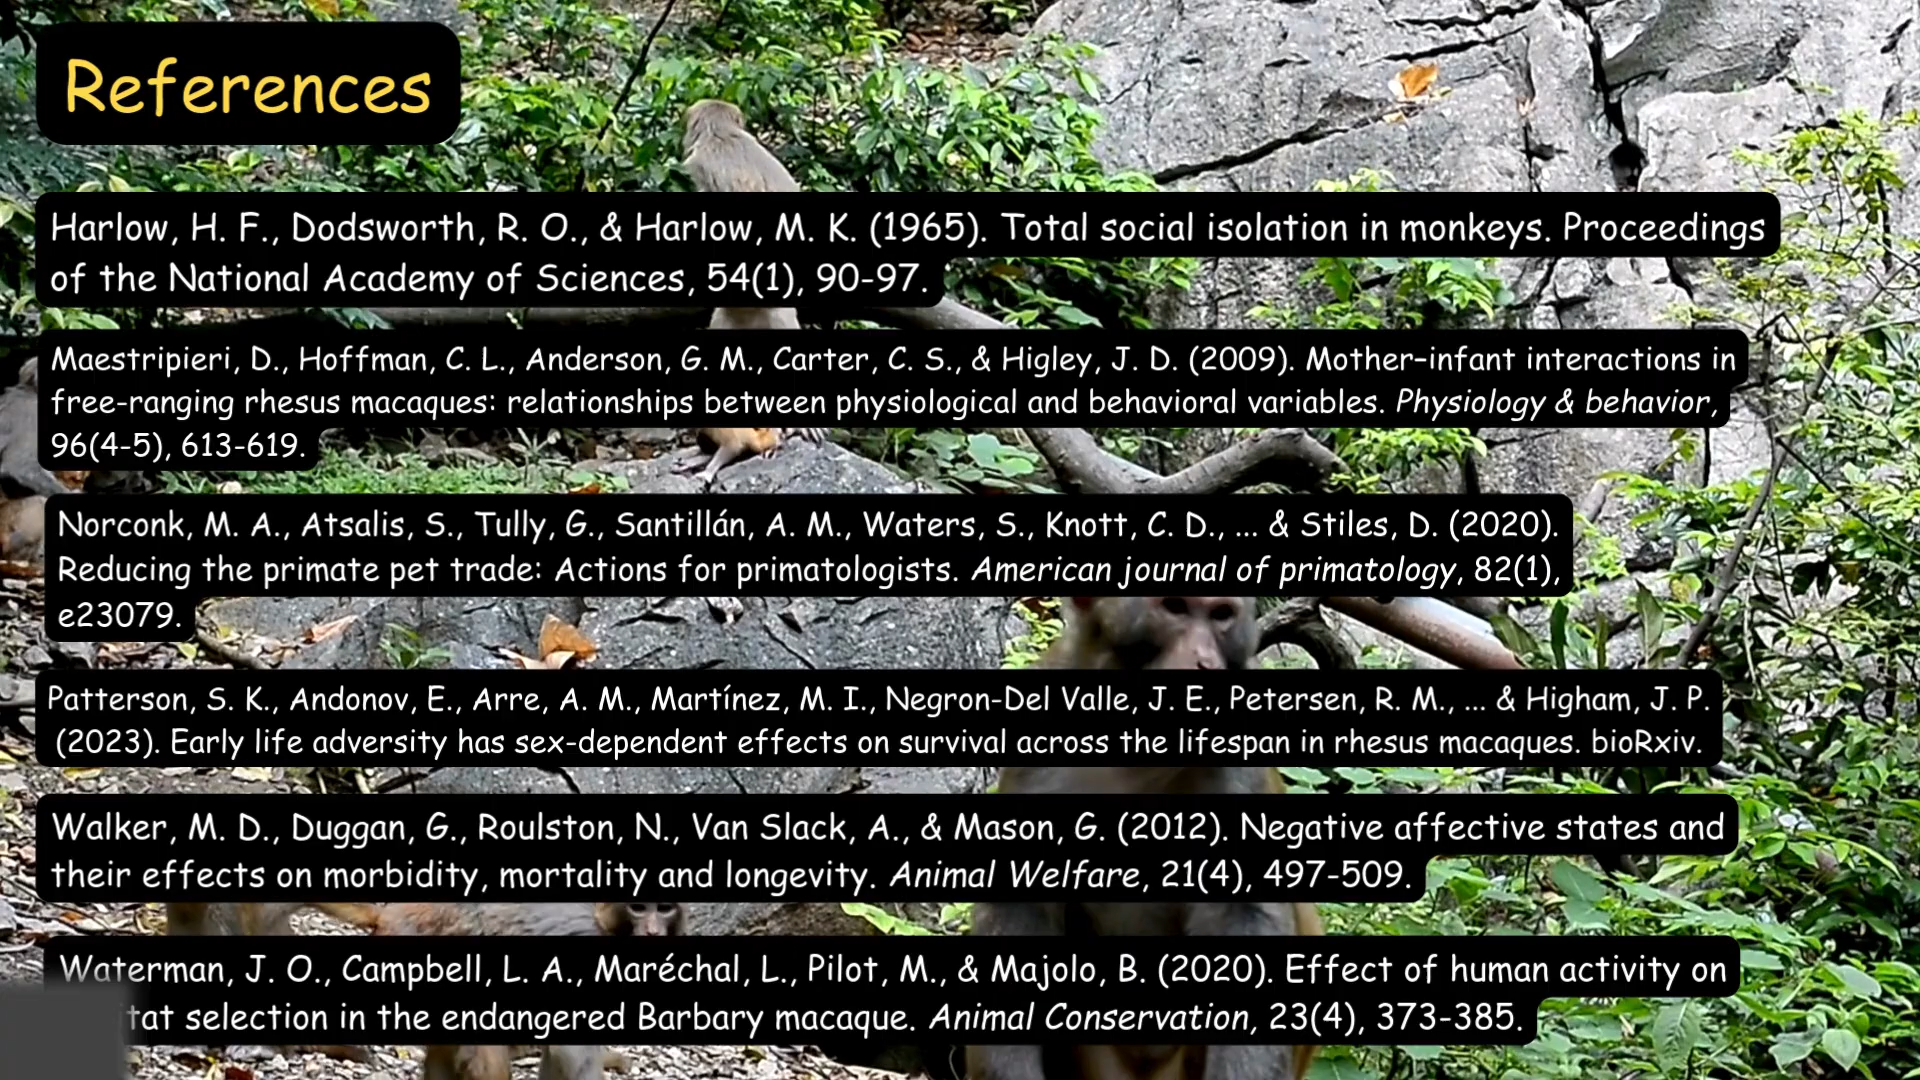 References
Harlow, H. F., Dodsworth, R. O., & Harlow, M. K. (1965). Total social isolation in monkeys. Proceedings
of the National Academy of Sciences, 54(1), 90-97.
Maestripieri, D., Hoffman, C. L., Anderson, G. M., Carter, C. S., & Higley, J. D. (2009). Mother–infant interactions in
free-ranging rhesus macaques: relationships between physiological and behavioral variables. Physiology & behavior,
96(4-5), 613-619.
Norconk, M. A., Atsalis, S., Tully, G., Santillán, A. M., Waters, S., Knott, C. D., ... & Stiles, D. (2020).
Reducing the primate pet trade: Actions for primatologists. American journal of primatology, 82(1),
e23079.
Patterson, S. K., Andonov, E., Arre, A. M., Martínez, M. I., Negron-Del Valle, J. E., Petersen, R. M., ... & Higham, J. P.
(2023). Early life adversity has sex-dependent effects on survival across the lifespan in rhesus macaques. bioRxiv.
Walker, M. D., Duggan, G., Roulston, N., Van Slack, A., & Mason, G. (2012). Negative affective states and
their effects on morbidity, mortality and longevity. Animal Welfare, 21(4), 497-509.
Waterman, J. O., Campbell, L. A., Maréchal, L., Pilot, M., & Majolo, B. (2020). Effect of human activity on
selection in the endangered Barbary macaque. Animal Conservation, 23(4), 373-385.